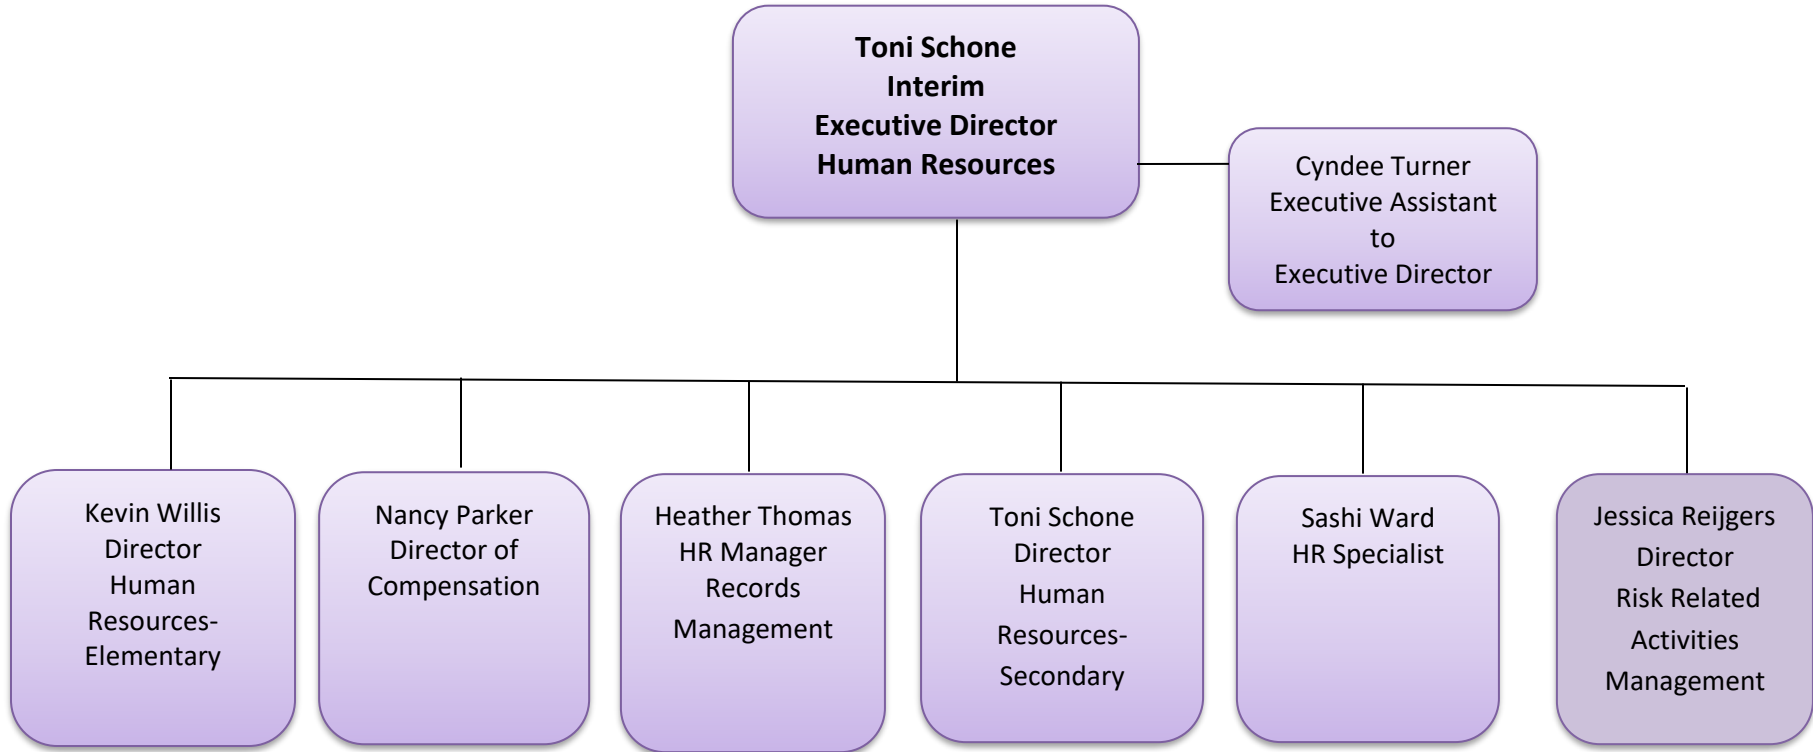 Toni Schone
Interim
Executive Director
Human Resources
Cyndee Turner
Executive Assistant
to
Executive Director
Kevin Willis
Director
Human
Resources-
Elementary
Nancy Parker
Director of
Compensation
Heather Thomas
HR Manager
Records
Management
Toni Schone
Director
Human
Resources-
Secondary
Sashi Ward
HR Specialist
Jessica Reijgers
Director
Risk Related
Activities
Management